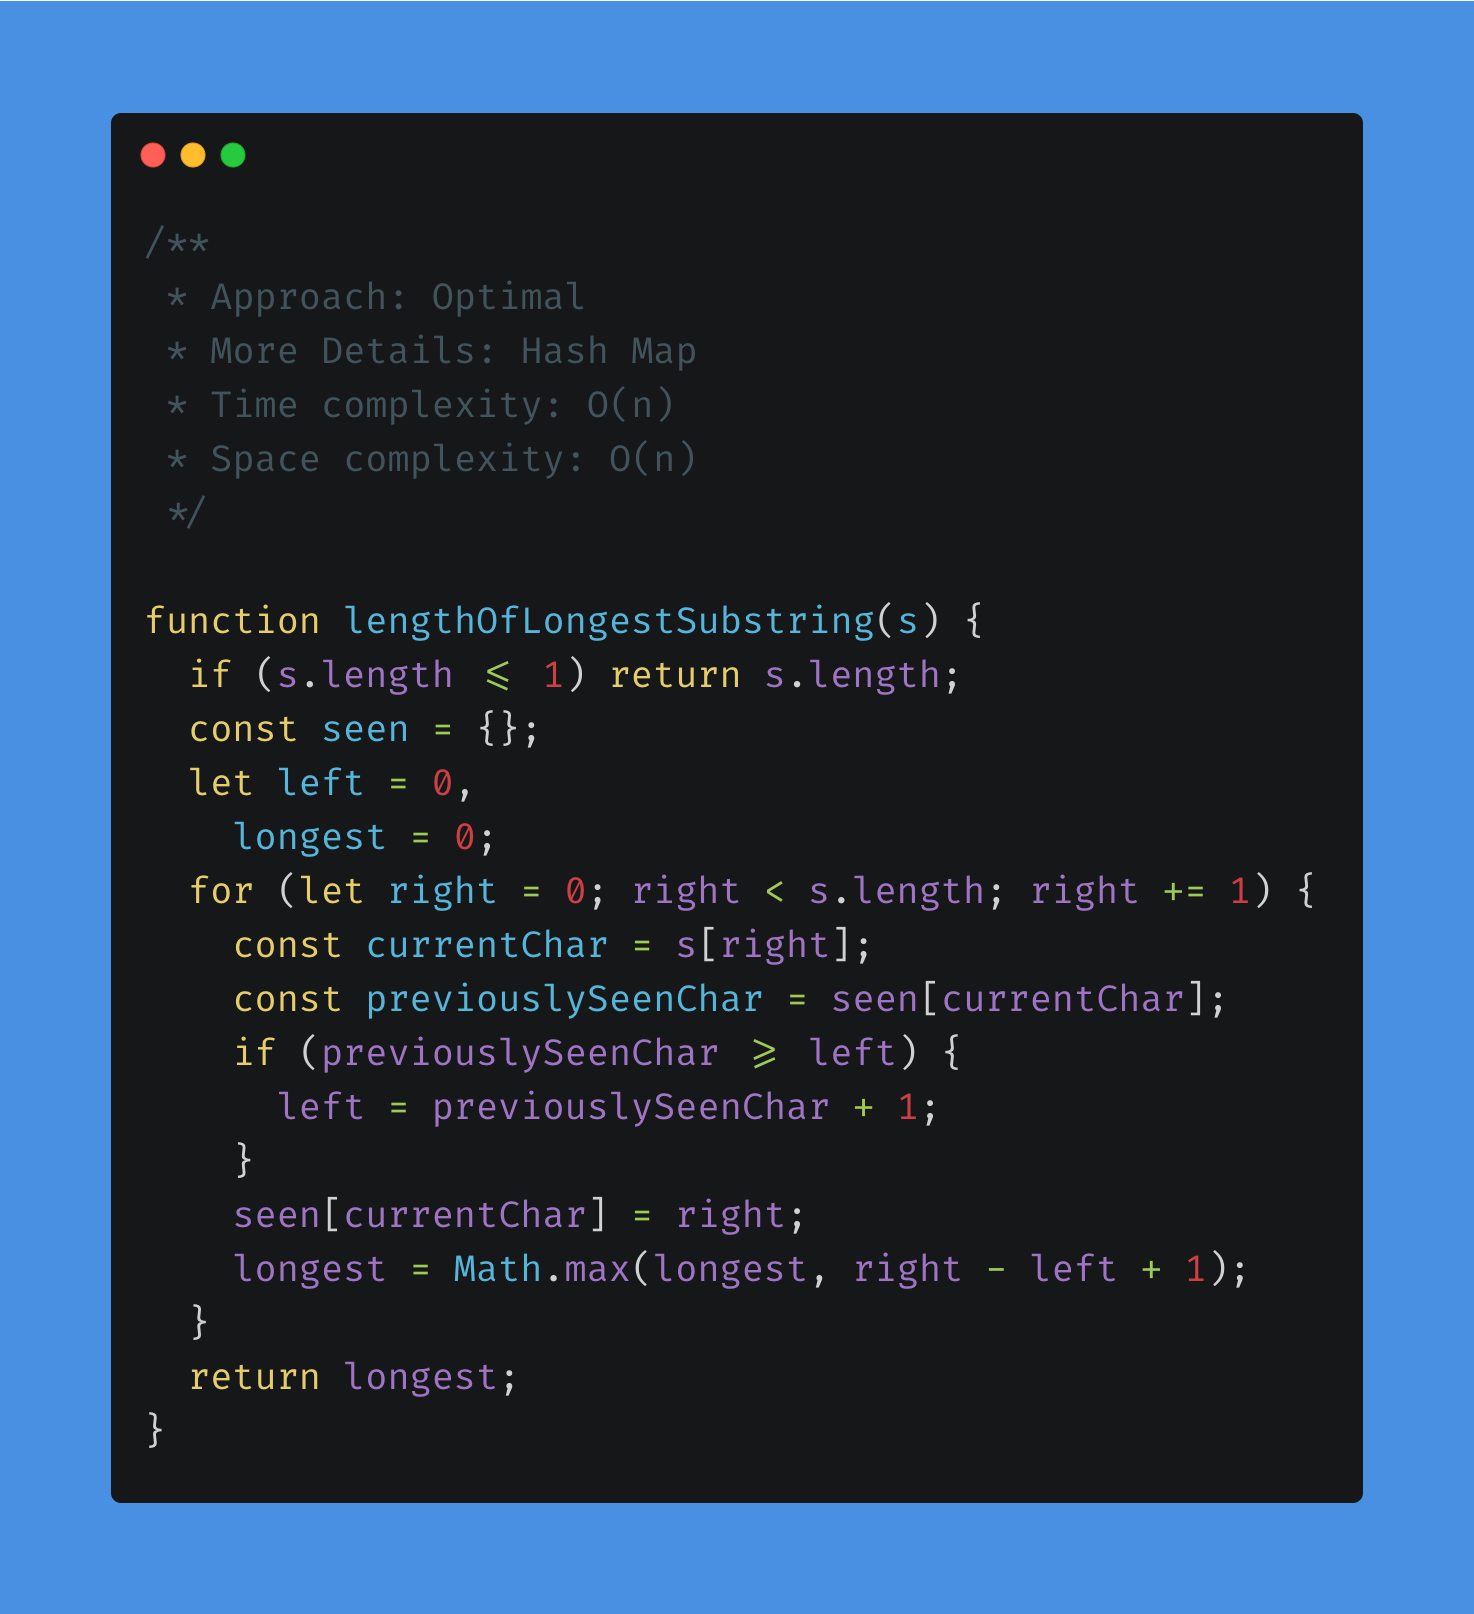 /**
 * Approach: Optimal
 * More Details: Hash Map
 * Time complexity: O(n)
 * Space complexity: O(n)
 */
function lengthOfLongestSubstring(s) {
  if (s.length <= 1) return s.length;
  const seen = {};
  let left = 0,
    longest = 0;
  for (let right = 0; right < s.length; right += 1) {
    const currentChar = s[right];
    const previouslySeenChar = seen[currentChar];
    if (previouslySeenChar >= left) {
      left = previouslySeenChar + 1;
    }
    seen[currentChar] = right;
    longest = Math.max(longest, right - left + 1);
  }
  return longest;
}